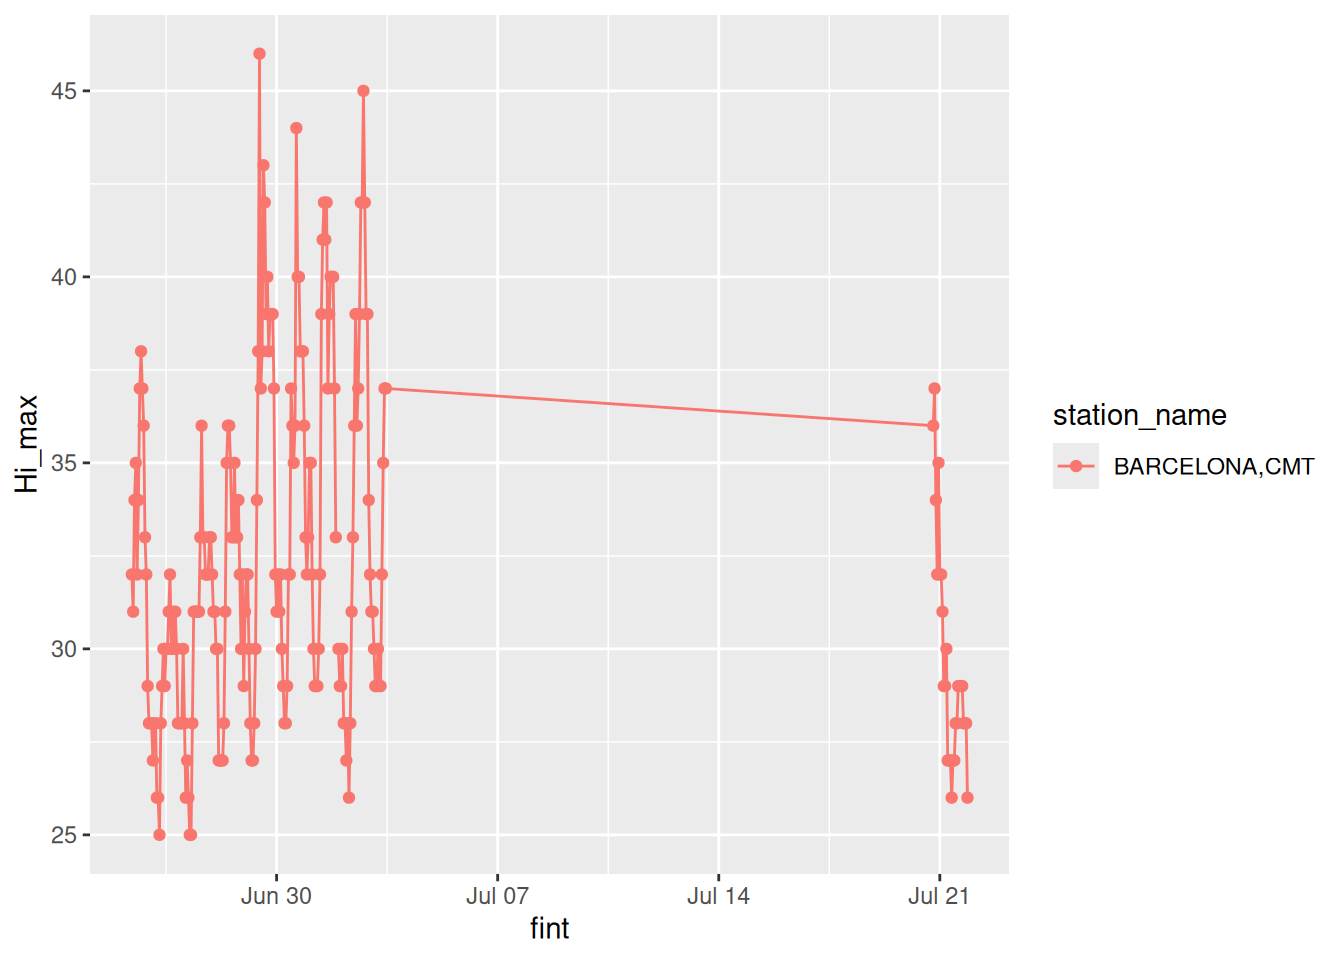 45
40
35
30
25
Hi_max
Jun 30
Jul 07
Jul 14
Jul 21
fint
station_name
BARCELONA,CMT